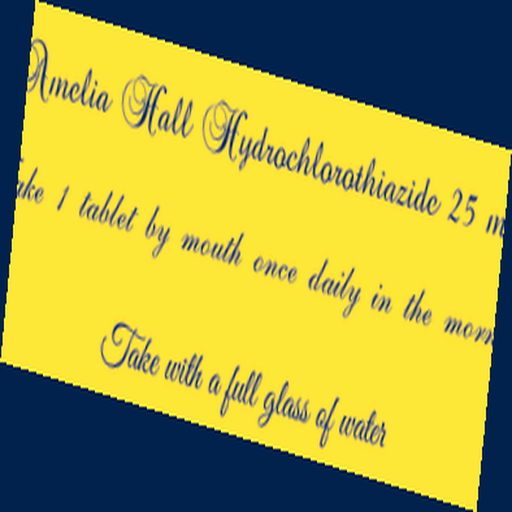 Amelia Hall Hydrochlorothiazide 25 m
ake 1 tablet by mouth once daily in the morn
Take with a full glass of water